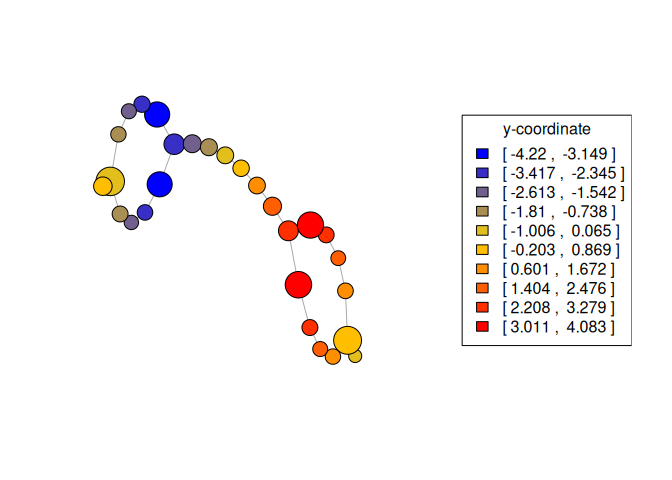 y-coordinate
[ -4.22 , -3.149 ]
[ -3.417 , -2.345 ]
[ -2.613 , -1.542 ]
[ -1.81 , -0.738 ]
[ -1.006 , 0.065 ]
[ -0.203 , 0.869 ]
[ 0.601 , 1.672 ]
[ 1.404 , 2.476 ]
[ 2.208 , 3.279 ]
[ 3.011 , 4.083 ]